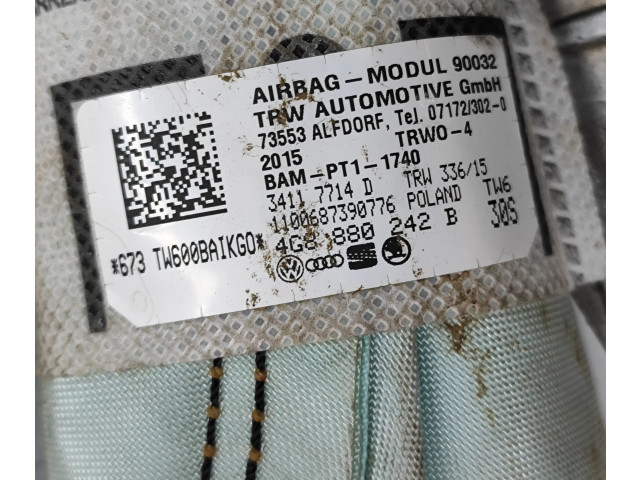 AIRBAG – MODUL 90032
TRW AUTOMOTIVE GmbH
73553 ALFDORF, Tel. 07172/302-0
2015 TRWO-4
BAM-PT1-1740
3411 7714 D TRW 336/15
1100687390776 POLAND TW6
*673 TW600BAIKGO* 4G8 880 242 B 30S